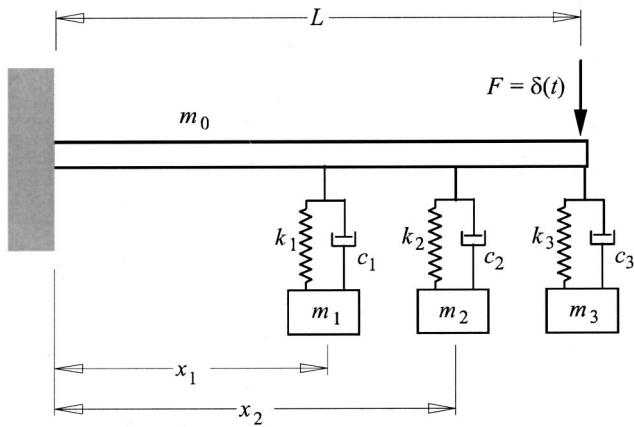 L
F = δ(t)
m₀
k₁ c₁ k₂ c₂ k₃ c₃
m₁ m₂ m₃
x₁
x₂